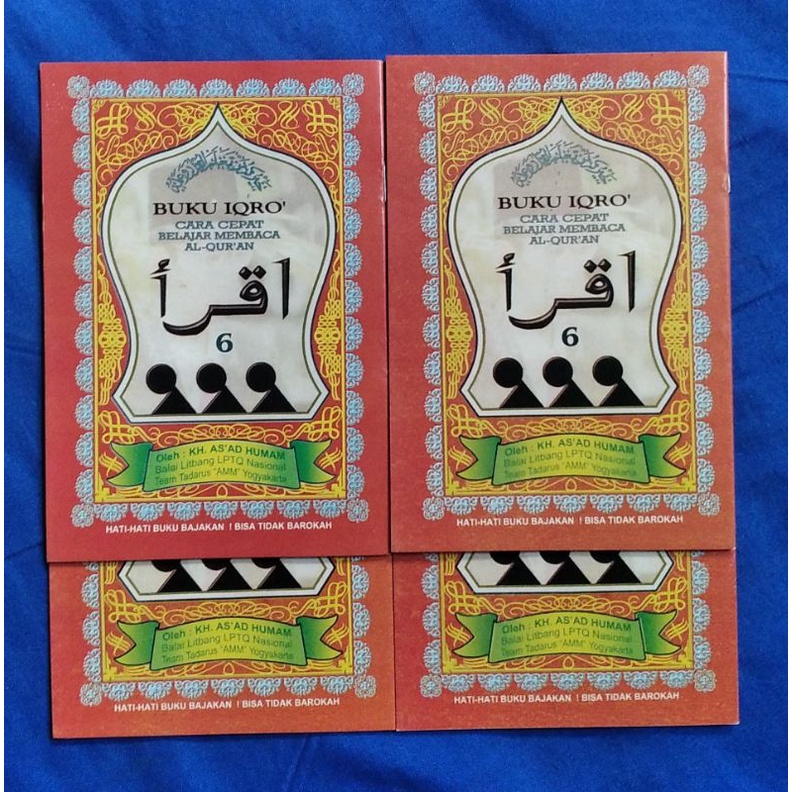 BUKU IQRO'
CARA CEPAT
BELAJAR MEMBACA
AL-QUR'AN
اقرأ
6
Oleh : KH. AS'AD HUMAM
Balai Litbang LPTQ Nasional
Team Tadarus "AMM" Yogyakarta
HATI-HATI BUKU BAJAKAN ! BISA TIDAK BAROKAH
BUKU IQRO'
CARA CEPAT
BELAJAR MEMBACA
AL-QUR'AN
اقرأ
6
Oleh : KH. AS'AD HUMAM
Balai Litbang LPTQ Nasional
Team Tadarus "AMM" Yogyakarta
HATI-HATI BUKU BAJAKAN ! BISA TIDAK BAROKAH
Oleh : KH. AS'AD HUMAM
Balai Litbang LPTQ Nasional
Team Tadarus "AMM" Yogyakarta
HATI-HATI BUKU BAJAKAN ! BISA TIDAK BAROKAH
Oleh : KH. AS'AD HUMAM
Balai Litbang LPTQ Nasional
Team Tadarus "AMM" Yogyakarta
HATI-HATI BUKU BAJAKAN ! BISA TIDAK BAROKAH